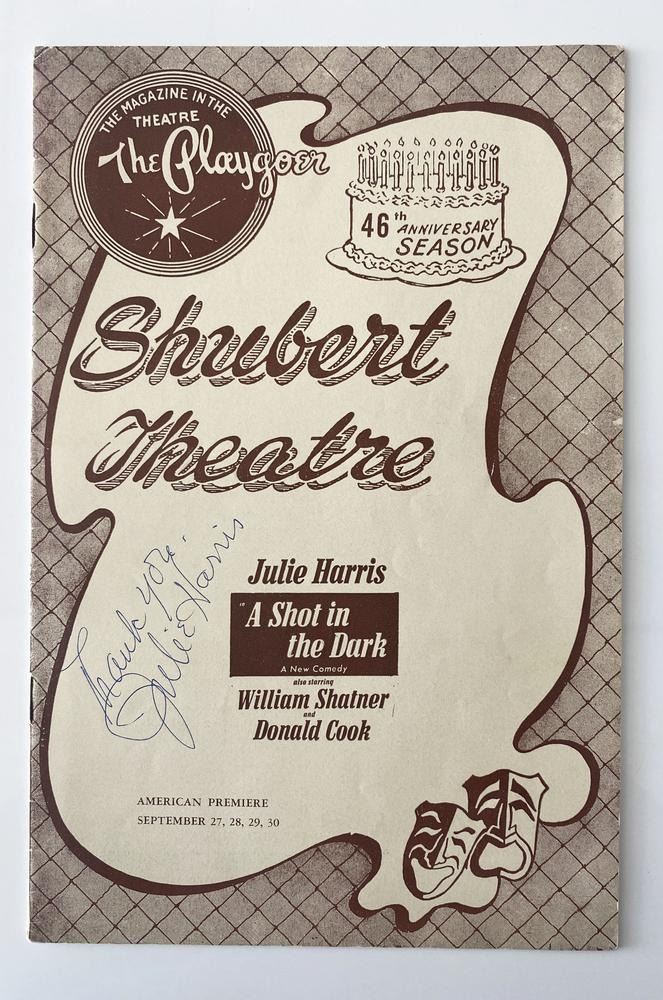 THE MAGAZINE IN THE
THEATRE
The Playgoer
46th ANNIVERSARY
SEASON
Shubert
Theatre
Thank you.
Julie Harris
Julie Harris
in
A Shot in
the Dark
A New Comedy
also starring
William Shatner
and
Donald Cook
AMERICAN PREMIERE
SEPTEMBER 27, 28, 29, 30